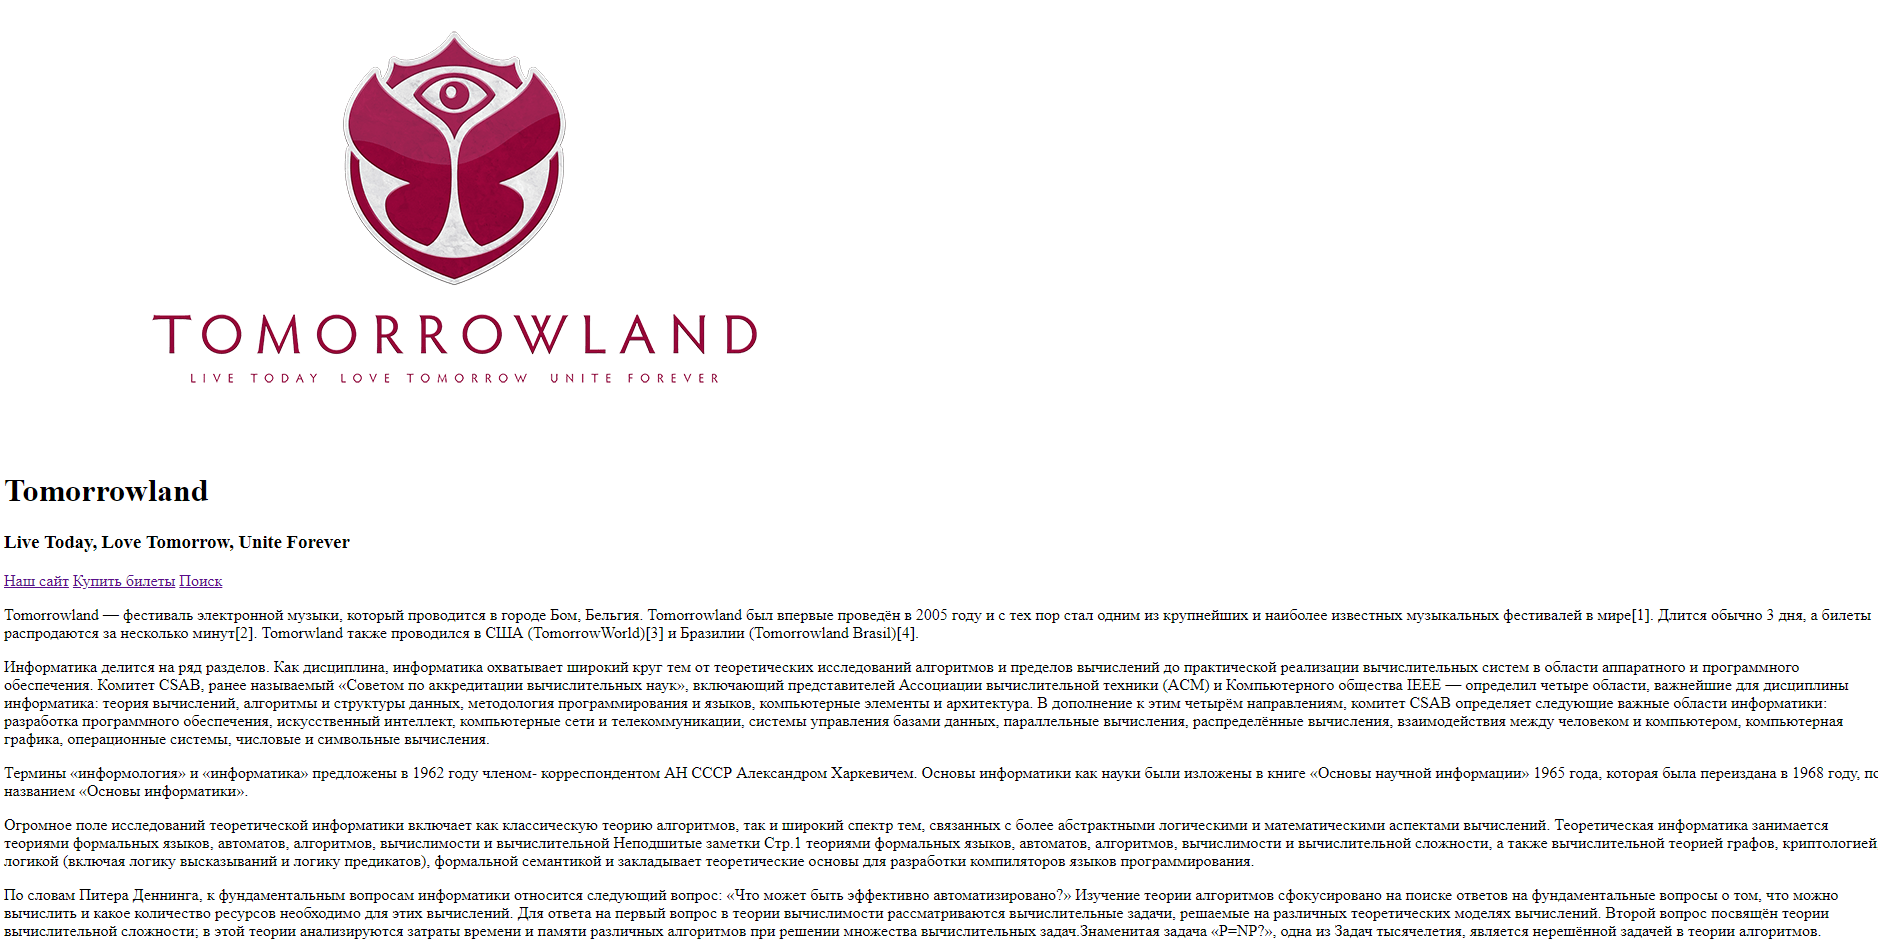 TOMORROWLAND
LIVE TODAY LOVE TOMORROW UNITE FOREVER
Tomorrowland
Live Today, Love Tomorrow, Unite Forever
Наш сайт Купить билеты Поиск
Tomorrowland — фестиваль электронной музыки, который проводится в городе Бом, Бельгия. Tomorrowland был впервые проведён в 2005 году и с тех пор стал одним из крупнейших и наиболее известных музыкальных фестивалей в мире[1]. Длится обычно 3 дня, а билеты
распродаются за несколько минут[2]. Tomorwland также проводился в США (TomorrowWorld)[3] и Бразилии (Tomorrowland Brasil)[4].
Информатика делится на ряд разделов. Как дисциплина, информатика охватывает широкий круг тем от теоретических исследований алгоритмов и пределов вычислений до практической реализации вычислительных систем в области аппаратного и программного
обеспечения. Комитет CSAB, ранее называемый «Советом по аккредитации вычислительных наук», включающий представителей Ассоциации вычислительной техники (ACM) и Компьютерного общества IEEE — определил четыре области, важнейшие для дисциплины
информатика: теория вычислений, алгоритмы и структуры данных, методология программирования и языков, компьютерные элементы и архитектура. В дополнение к этим четырём направлениям, комитет CSAB определяет следующие важные области информатики:
разработка программного обеспечения, искусственный интеллект, компьютерные сети и телекоммуникации, системы управления базами данных, параллельные вычисления, распределённые вычисления, взаимодействия между человеком и компьютером, компьютерная
графика, операционные системы, числовые и символьные вычисления.
Термины «информология» и «информатика» предложены в 1962 году членом- корреспондентом АН СССР Александром Харкевичем. Основы информатики как науки были изложены в книге «Основы научной информации» 1965 года, которая была переиздана в 1968 году, по
названием «Основы информатики».
Огромное поле исследований теоретической информатики включает как классическую теорию алгоритмов, так и широкий спектр тем, связанных с более абстрактными логическими и математическими аспектами вычислений. Теоретическая информатика занимается
теориями формальных языков, автоматов, алгоритмов, вычислимости и вычислительной Неподшитые заметки Стр.1 теориями формальных языков, автоматов, алгоритмов, вычислимости и вычислительной сложности, а также вычислительной теорией графов, криптологией
логикой (включая логику высказываний и логику предикатов), формальной семантикой и закладывает теоретические основы для разработки компиляторов языков программирования.
По словам Питера Деннинга, к фундаментальным вопросам информатики относится следующий вопрос: «Что может быть эффективно автоматизировано?» Изучение теории алгоритмов сфокусировано на поиске ответов на фундаментальные вопросы о том, что можно
вычислить и какое количество ресурсов необходимо для этих вычислений. Для ответа на первый вопрос в теории вычислимости рассматриваются вычислительные задачи, решаемые на различных теоретических моделях вычислений. Второй вопрос посвящён теории
вычислительной сложности; в этой теории анализируются затраты времени и памяти различных алгоритмов при решении множества вычислительных задач.Знаменитая задача «P=NP?», одна из Задач тысячелетия, является нерешённой задачей в теории алгоритмов.